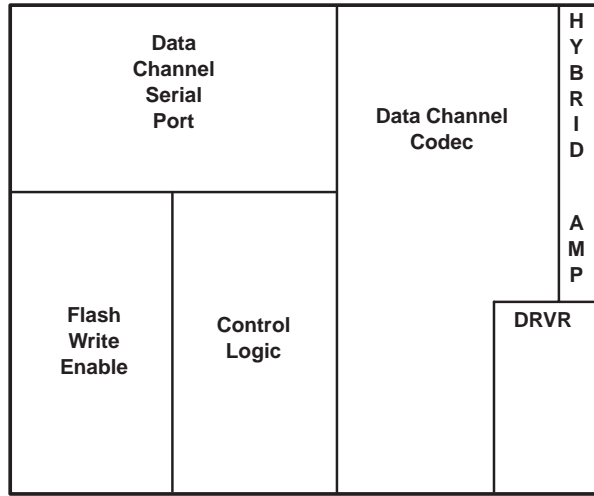 Data
Channel
Serial
Port
Data Channel
Codec
H
Y
B
R
I
D
A
M
P
Flash
Write
Enable
Control
Logic
DRVR